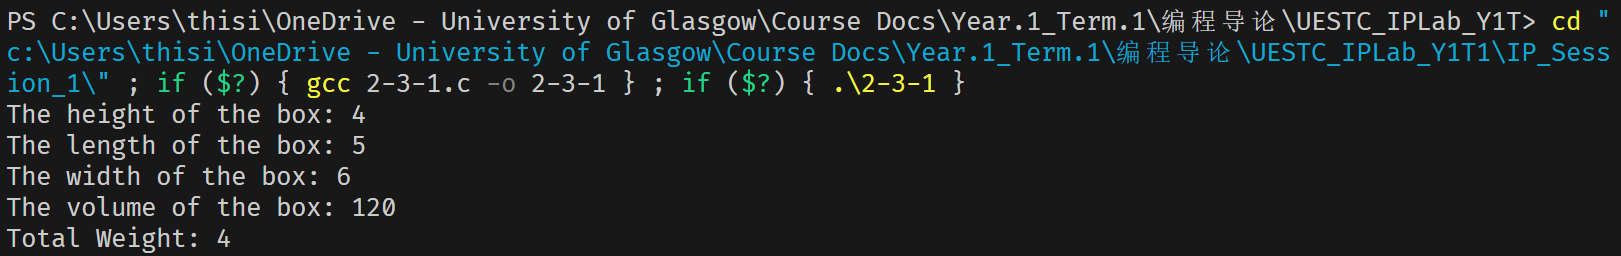 PS C:\Users\thisi\OneDrive - University of Glasgow\Course Docs\Year.1_Term.1\编程导论\UESTC_IPLab_Y1T> cd "
c:\Users\thisi\OneDrive - University of Glasgow\Course Docs\Year.1_Term.1\编程导论\UESTC_IPLab_Y1T1\IP_Sess
ion_1\" ; if ($?) { gcc 2-3-1.c -o 2-3-1 } ; if ($?) { .\2-3-1 }
The height of the box: 4
The length of the box: 5
The width of the box: 6
The volume of the box: 120
Total Weight: 4